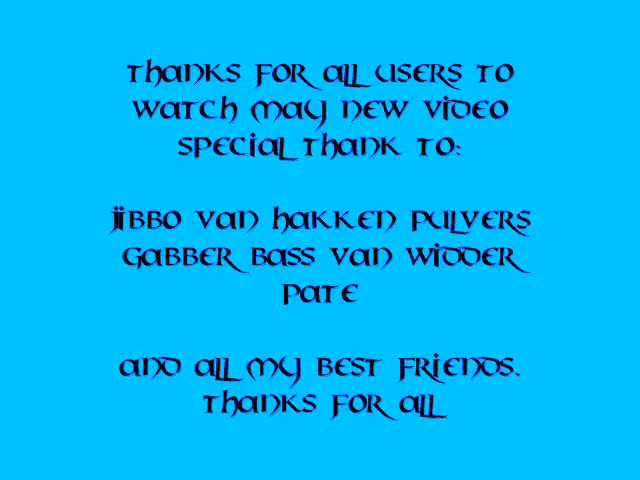 thanks for all users to
watch may new video
special thank to:
jibbo van hakken pulvers
gabber bass van widder
pate
and all my best friends.
thanks for all